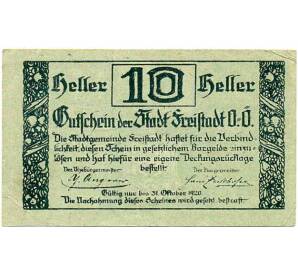 Heller 10 Heller
Gutschein der Stadt Freistadt O.Ö.
Die Stadtgemeinde Freistadt haftet für die Verbind-
lichkeit, diesen Schein in gesetzlichem Bargelde einzu-
lösen und hat hiefür eine eigene Deckungsrücklage
bestellt.
Der Vizebürgermeister: Der Bürgermeister:
Gültig nur bis 31. Oktober 1920.
Die Nachahmung dieses Scheines wird gesetzl. bestraft.